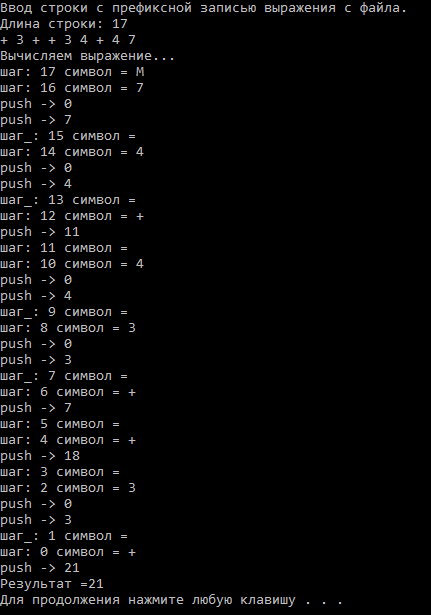 Ввод строки с префиксной записью выражения с файла.
Длина строки: 17
+ 3 + + 3 4 + 4 7
Вычисляем выражение...
шаг: 17 символ = М
шаг: 16 символ = 7
push -> 0
push -> 7
шаг_: 15 символ =
шаг: 14 символ = 4
push -> 0
push -> 4
шаг_: 13 символ =
шаг: 12 символ = +
push -> 11
шаг: 11 символ =
шаг: 10 символ = 4
push -> 0
push -> 4
шаг_: 9 символ =
шаг: 8 символ = 3
push -> 0
push -> 3
шаг_: 7 символ =
шаг: 6 символ = +
push -> 7
шаг: 5 символ =
шаг: 4 символ = +
push -> 18
шаг: 3 символ =
шаг: 2 символ = 3
push -> 0
push -> 3
шаг_: 1 символ =
шаг: 0 символ = +
push -> 21
Результат =21
Для продолжения нажмите любую клавишу . . .